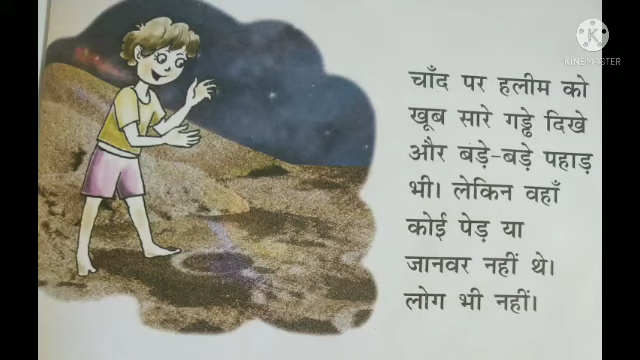 चाँद पर हलीम को
खूब सारे गड्ढे दिखे
और बड़े-बड़े पहाड़
भी। लेकिन वहाँ
कोई पेड़ या
जानवर नहीं थे।
लोग भी नहीं।
K
KINEMASTER